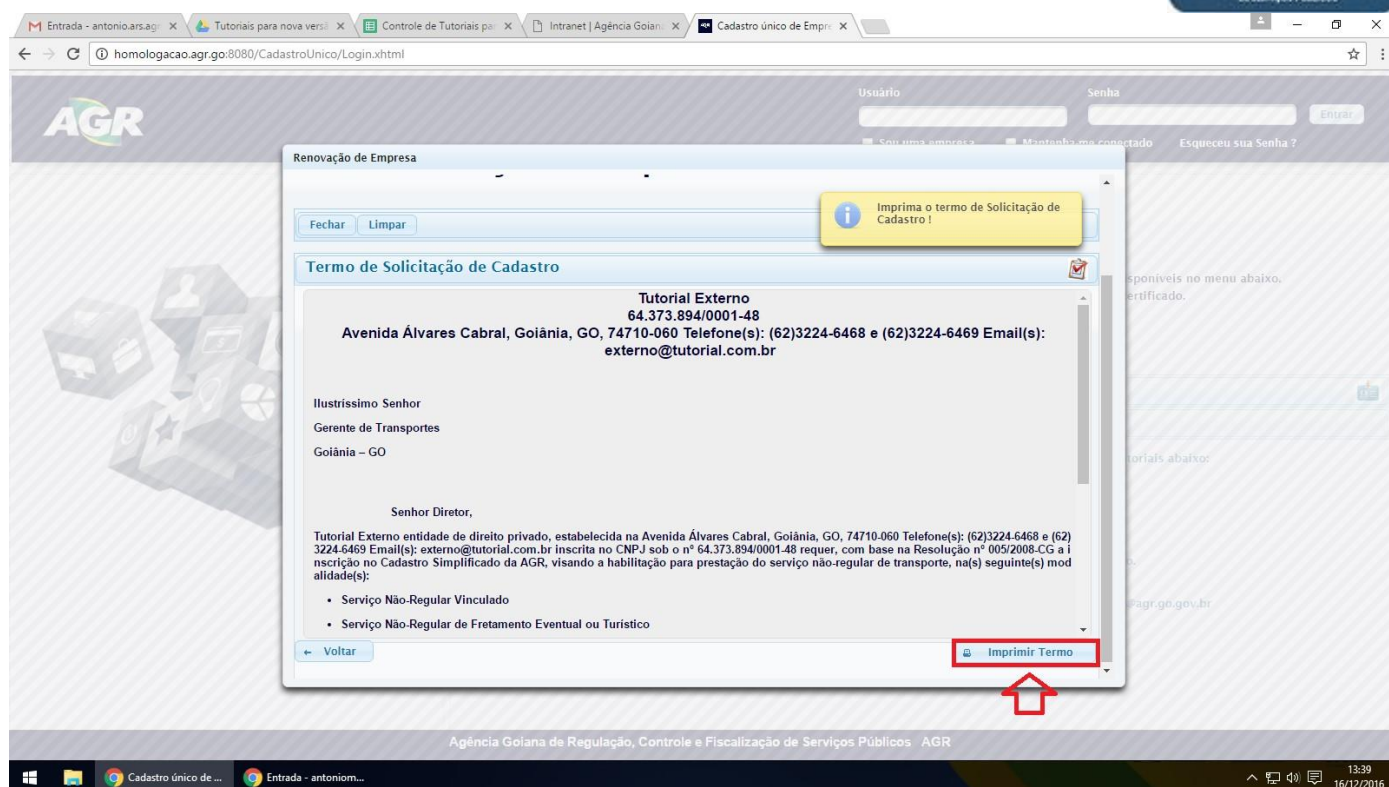 Entrada - antonio.ars.agr
Tutoriais para nova versã
Controle de Tutoriais pa
Intranet | Agência Goian
Cadastro único de Empre
homologacao.agr.go:8080/CadastroUnico/Login.xhtml
AGR
Usuário
Senha
Entrar
Sou uma empresa
Mantenha-me conectado
Esqueceu sua Senha ?
Renovação de Empresa
Imprima o termo de Solicitação de
Cadastro !
Fechar
Limpar
Termo de Solicitação de Cadastro
sponíveis no menu abaixo.
ertificado.
Tutorial Externo
64.373.894/0001-48
Avenida Álvares Cabral, Goiânia, GO, 74710-060 Telefone(s): (62)3224-6468 e (62)3224-6469 Email(s):
externo@tutorial.com.br
Ilustríssimo Senhor
Gerente de Transportes
Goiânia – GO
toriais abaixo:
Senhor Diretor,
Tutorial Externo entidade de direito privado, estabelecida na Avenida Álvares Cabral, Goiânia, GO, 74710-060 Telefone(s): (62)3224-6468 e (62)
3224-6469 Email(s): externo@tutorial.com.br inscrita no CNPJ sob o nº 64.373.894/0001-48 requer, com base na Resolução nº 005/2008-CG a i
nscrição no Cadastro Simplificado da AGR, visando a habilitação para prestação do serviço não-regular de transporte, na(s) seguinte(s) mod
alidade(s):
• Serviço Não-Regular Vinculado
• Serviço Não-Regular de Fretamento Eventual ou Turístico
@agr.go.gov.br
← Voltar
Imprimir Termo
Agência Goiana de Regulação, Controle e Fiscalização de Serviços Públicos AGR
Cadastro único de ...
Entrada - antoniom...
13:39
16/12/2016